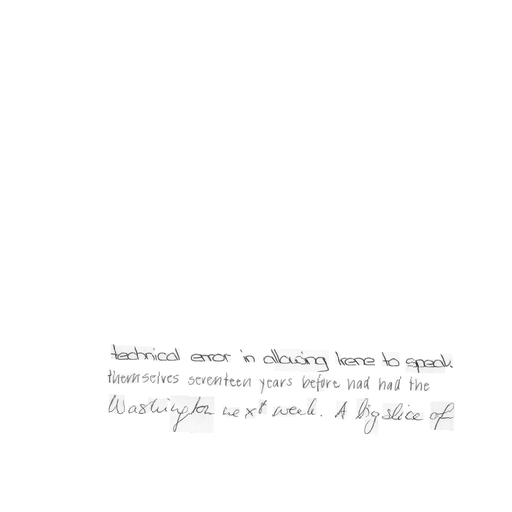 technical error in allowing Irene to speak.
themselves seventeen years before had had the
Washington next week. A big slice of